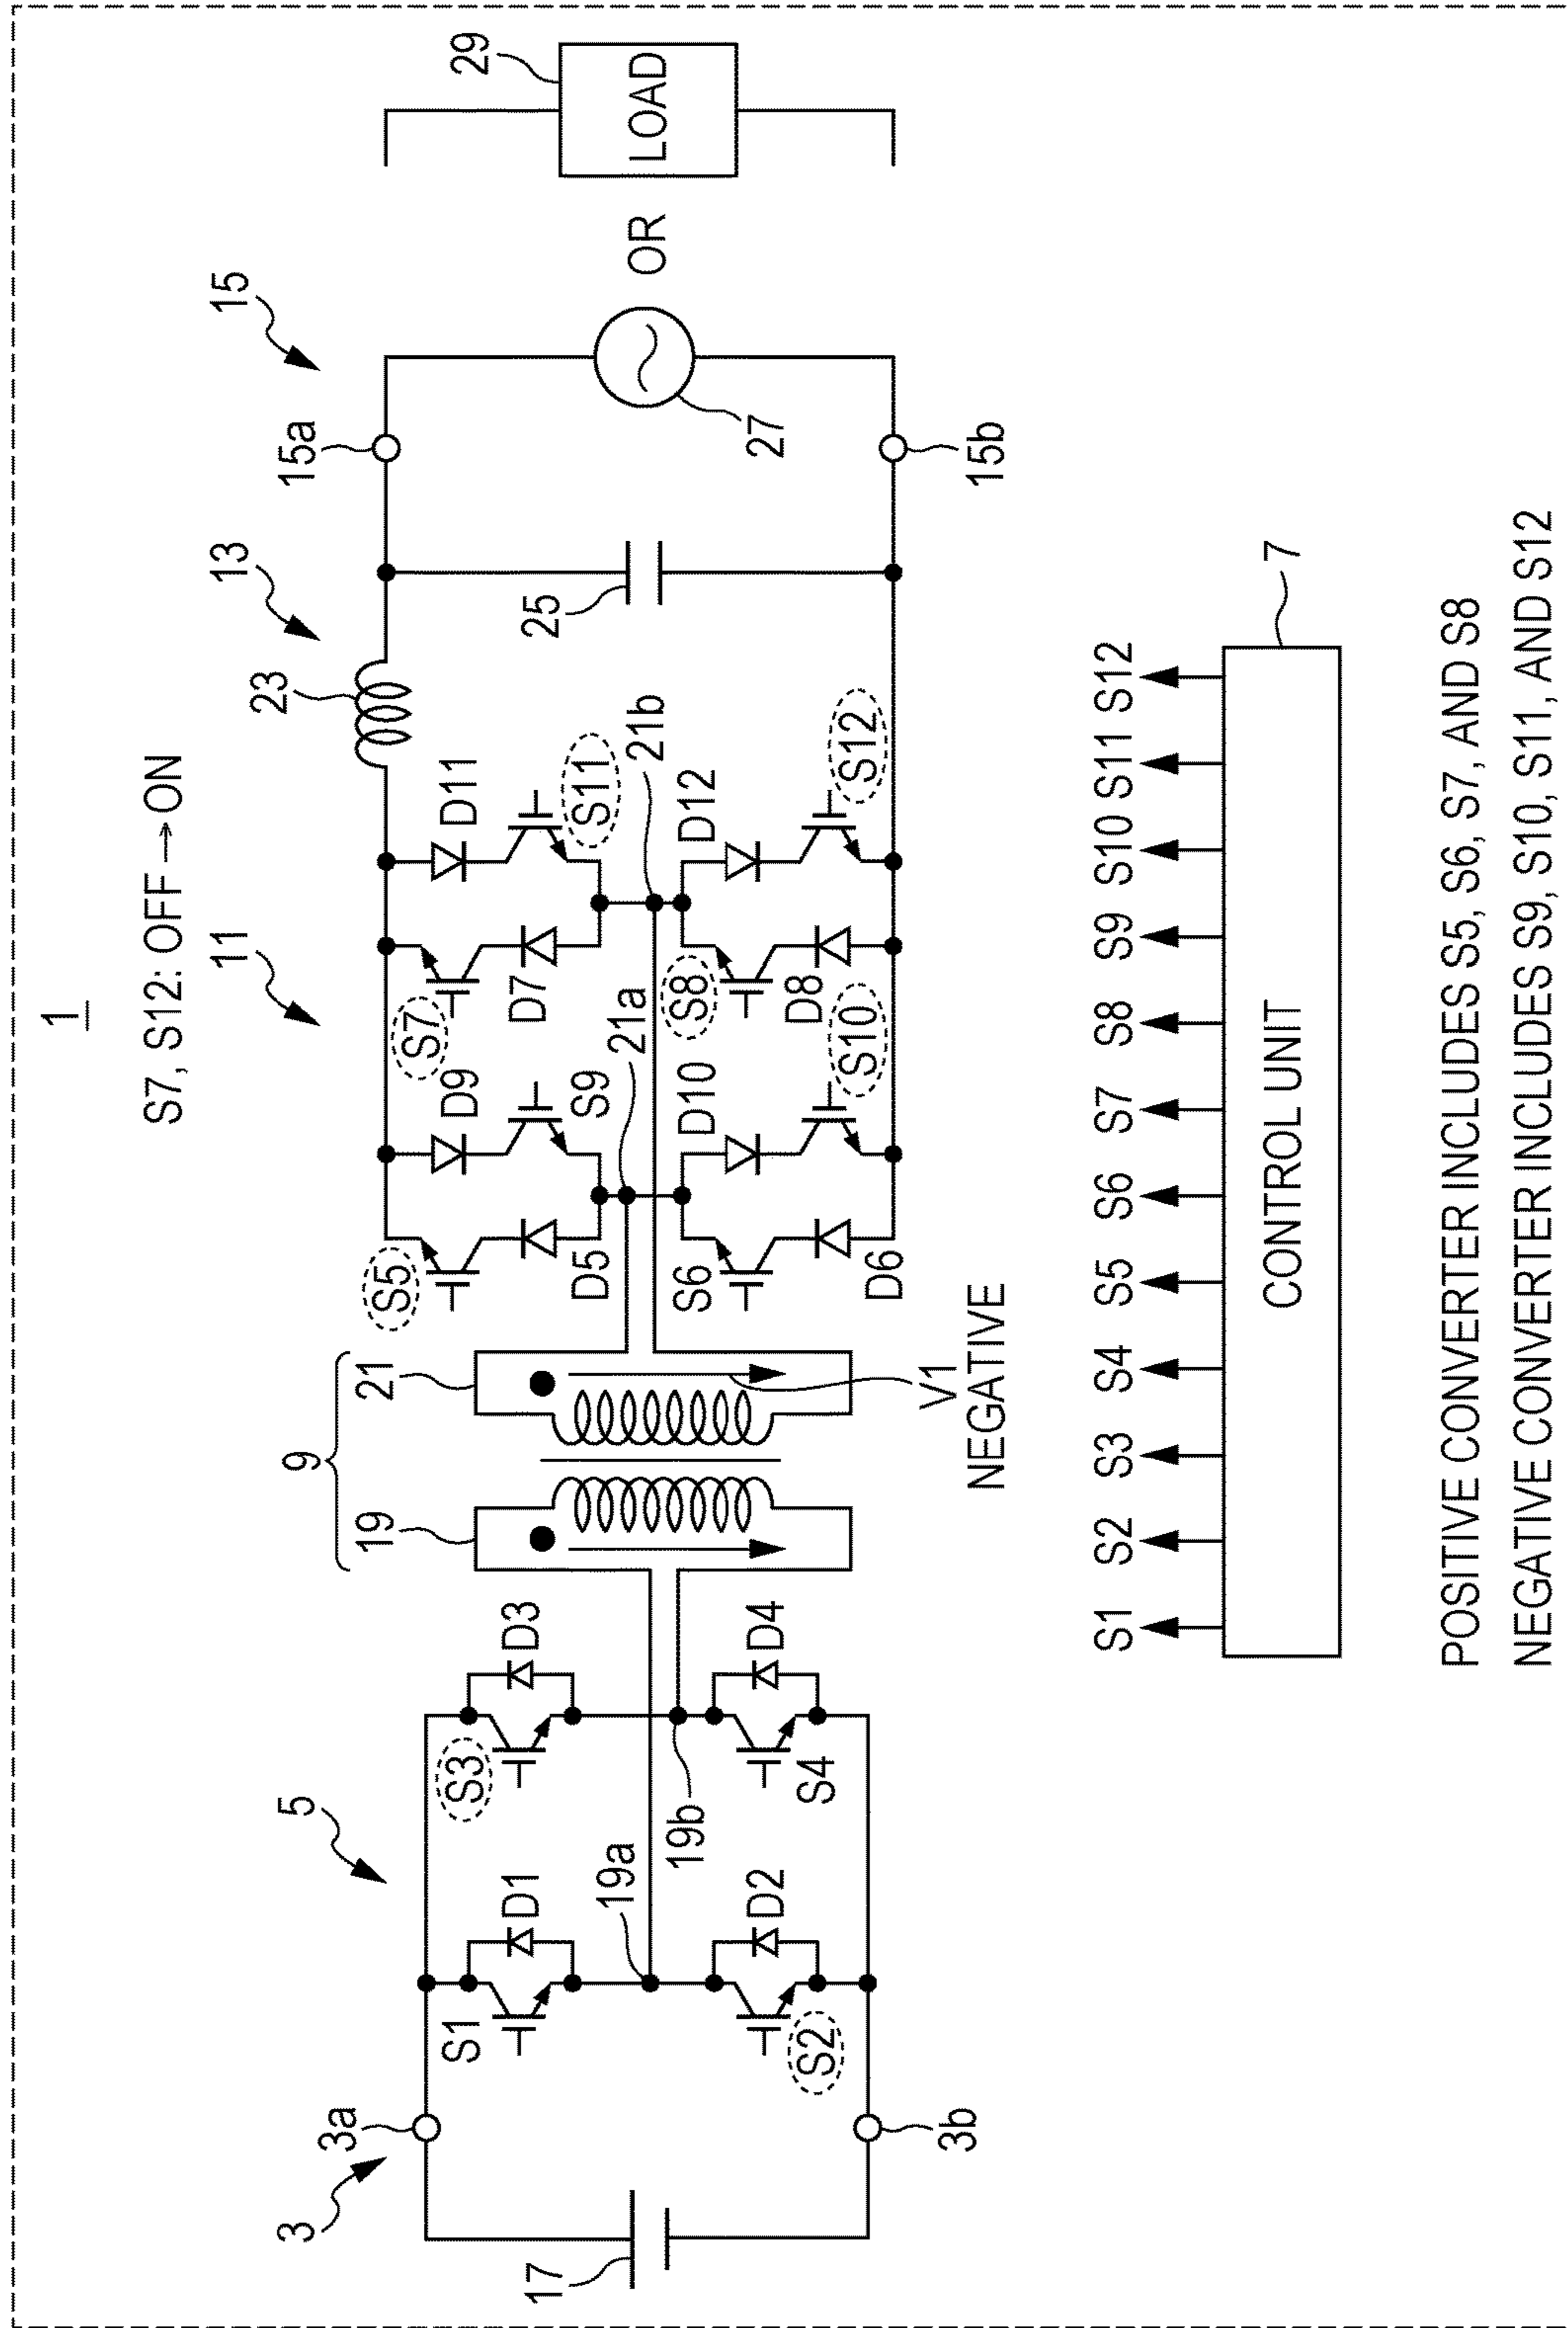 1
S7, S12: OFF→ON
3
3a
3b
17
5
S1
D1
S2
D2
S3
D3
S4
D4
19a
19b
9
19
21
V1
NEGATIVE
11
S5
D5
S6
D6
D9
S9
D10
S10
21a
S7
D7
S8
D8
D11
S11
D12
S12
21b
13
23
25
15
15a
15b
27
OR
29
LOAD
S1 S2 S3 S4 S5 S6 S7 S8 S9 S10 S11 S12
CONTROL UNIT
7
POSITIVE CONVERTER INCLUDES S5, S6, S7, AND S8
NEGATIVE CONVERTER INCLUDES S9, S10, S11, AND S12